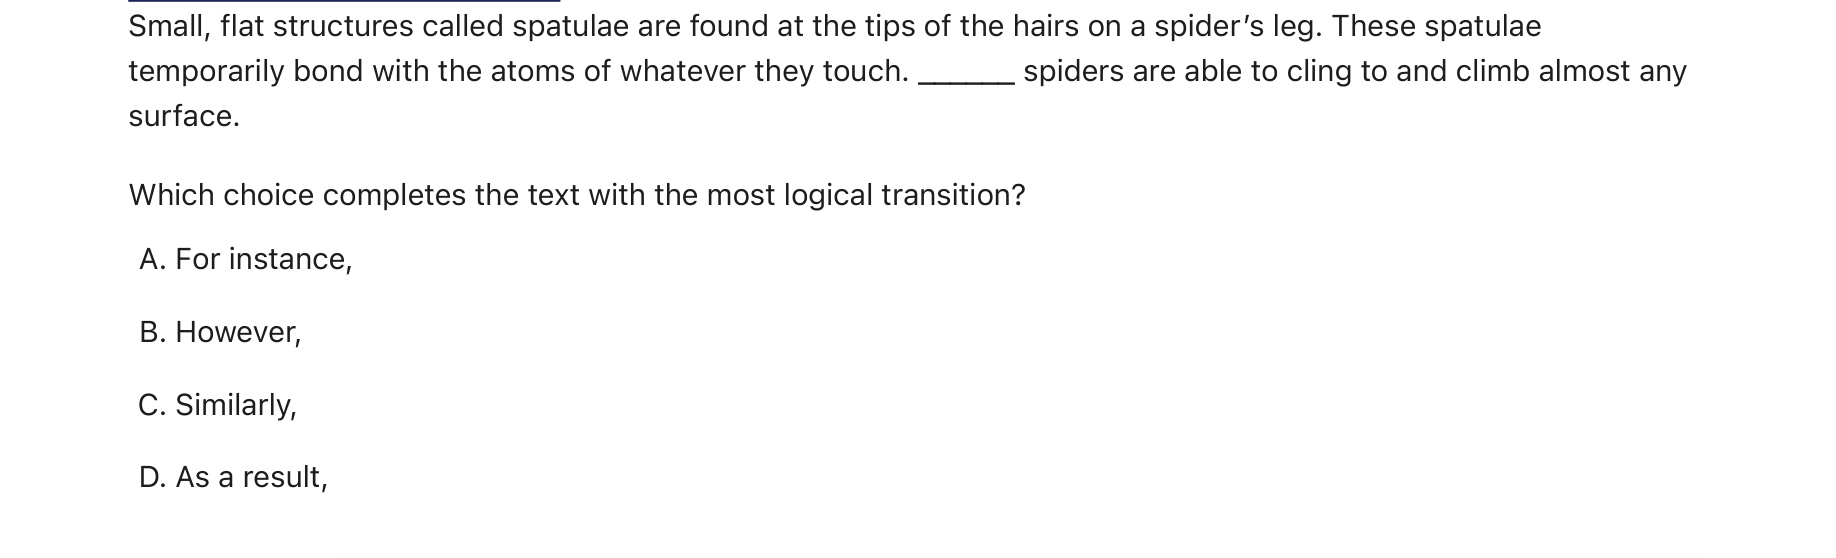 Small, flat structures called spatulae are found at the tips of the hairs on a spider’s leg. These spatulae
temporarily bond with the atoms of whatever they touch. ______ spiders are able to cling to and climb almost any
surface.
Which choice completes the text with the most logical transition?
A. For instance,
B. However,
C. Similarly,
D. As a result,